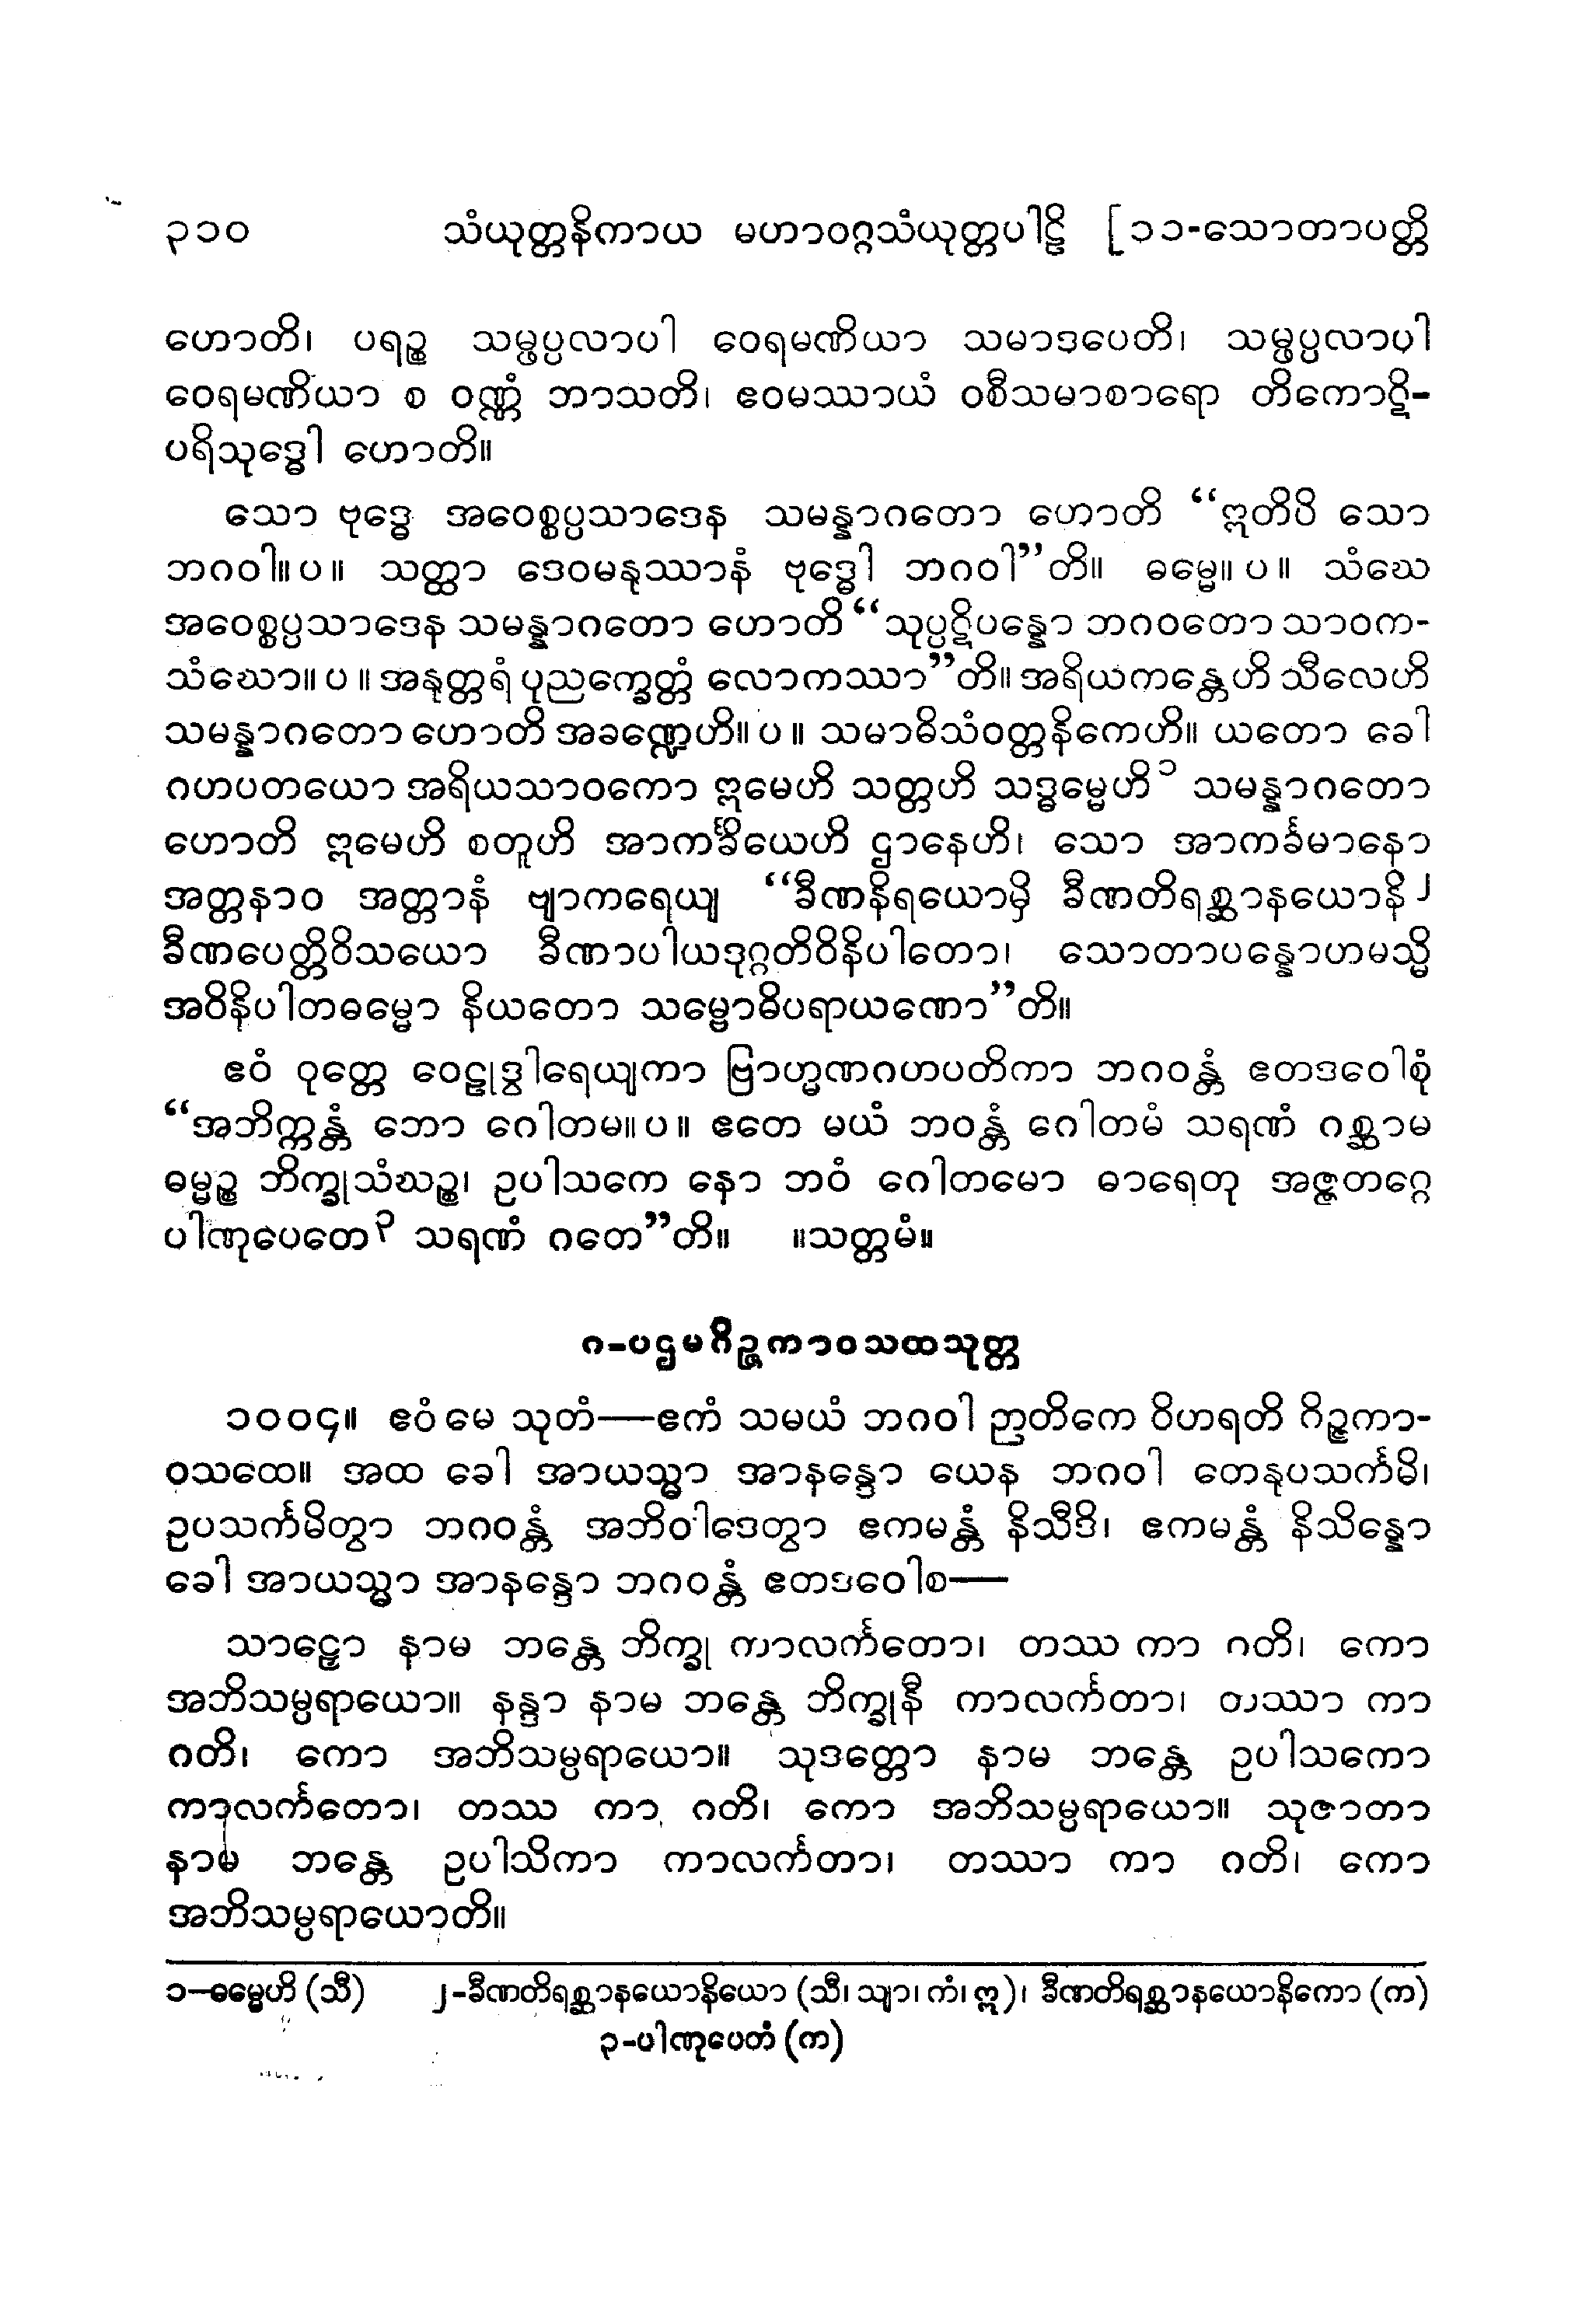 ၃၁၀ သံယုတ္တနိကာယ မဟာဝဂ္ဂသံယုတ္တပါဠိ [၁၁-သောတာပတ္တိ
ဟောတိ၊ ပရဉ္စ သမ္ဖပ္ပလာပါ ဝေရမဏိယာ သမာဒပေတိ၊ သမ္ဖပ္ပလာပါ
ဝေရမဏိယာ စ ဝဏ္ဏံ ဘာသတိ၊ ဧဝမဿာယံ ဝစီသမာစာရော တိကောဋိ-
ပရိသုဒ္ဓေါ ဟောတိ။
သော ဗုဒ္ဓေ အဝေစ္စပ္ပသာဒေန သမန္နာဂတော ဟောတိ “ဣတိပိ သော
ဘဂဝါ။ ပ။ သတ္ထာ ဒေဝမနုဿာနံ ဗုဒ္ဓေါ ဘဂဝါ”တိ။ ဓမ္မေ။ ပ။ သံဃေ
အဝေစ္စပ္ပသာဒေန သမန္နာဂတော ဟောတိ “သုပ္ပဋိပန္နော ဘဂဝတော သာဝက-
သံဃော။ ပ။ အနုတ္တရံ ပုညက္ခေတ္တံ လောကဿာ”တိ။ အရိယကန္တေဟိ သီလေဟိ
သမန္နာဂတော ဟောတိ အခဏ္ဍေဟိ။ ပ။ သမာဓိသံဝတ္တနိကေဟိ။ ယတော ခေါ
ဂဟပတယော အရိယသာဝကော ဣမေဟိ သတ္တဟိ သဒ္ဓမ္မေဟိ၁ သမန္နာဂတော
ဟောတိ ဣမေဟိ စတူဟိ အာကင်္ခိယေဟိ ဌာနေဟိ၊ သော အာကင်္ခမာနော
အတ္တနာဝ အတ္တာနံ ဗျာကရေယျ “ခီဏနိရယောမှိ ခီဏတိရစ္ဆာနယောနိ၂
ခီဏပေတ္တိဝိသယော ခီဏာပါယဒုဂ္ဂတိဝိနိပါတော၊ သောတာပန္နောဟမသ္မိ
အဝိနိပါတဓမ္မော နိယတော သမ္ဗောဓိပရာယဏော”တိ။
ဧဝံ ဝုတ္တေ ဝေဠုဒွါရေယျကာ ဗြာဟ္မဏဂဟပတိကာ ဘဂဝန္တံ ဧတဒဝေါစုံ
“အဘိက္ကန္တံ ဘော ဂေါတမ။ ပ။ ဧတေ မယံ ဘဝန္တံ ဂေါတမံ သရဏံ ဂစ္ဆာမ
ဓမ္မဉ္စ ဘိက္ခုသံဃဉ္စ၊ ဥပါသကေ နော ဘဝံ ဂေါတမော ဓာရေတု အဇ္ဇတဂ္ဂေ
ပါဏုပေတေ၃ သရဏံ ဂတေ”တိ။ ။သတ္တမံ။
ဂ-ပဌမဂိဉ္ဇကာဝသထသုတ္တ
၁၀၀၄။ ဧဝံ မေ သုတံ—ဧကံ သမယံ ဘဂဝါ ဉာတိကေ ဝိဟရတိ ဂိဉ္ဇကာ-
ဝသထေ။ အထ ခေါ အာယသ္မာ အာနန္ဒော ယေန ဘဂဝါ တေနုပသင်္ကမိ၊
ဥပသင်္ကမိတွာ ဘဂဝန္တံ အဘိဝါဒေတွာ ဧကမန္တံ နိသီဒိ၊ ဧကမန္တံ နိသိန္နော
ခေါ အာယသ္မာ အာနန္ဒော ဘဂဝန္တံ ဧတဒဝေါစ—
သာဠှော နာမ ဘန္တေ ဘိက္ခု ကာလင်္ကတော၊ တဿ ကာ ဂတိ၊ ကော
အဘိသမ္ပရာယော။ နန္ဒာ နာမ ဘန္တေ ဘိက္ခုနီ ကာလင်္ကတာ၊ တဿာ ကာ
ဂတိ၊ ကော အဘိသမ္ပရာယော။ သုဒတ္တော နာမ ဘန္တေ ဥပါသကော
ကာလင်္ကတော၊ တဿ ကာ ဂတိ၊ ကော အဘိသမ္ပရာယော။ သုဇာတာ
နာမ ဘန္တေ ဥပါသိကာ ကာလင်္ကတာ၊ တဿာ ကာ ဂတိ၊ ကော
အဘိသမ္ပရာယောတိ။
၁—ဓမ္မေဟိ (သီ) ၂-ခီဏတိရစ္ဆာနယောနိယော (သီ၊ သျာ၊ ကံ၊ ဣ)၊ ခီဏတိရစ္ဆာနယောနိကော (က)
၃-ပါဏုပေတံ (က)